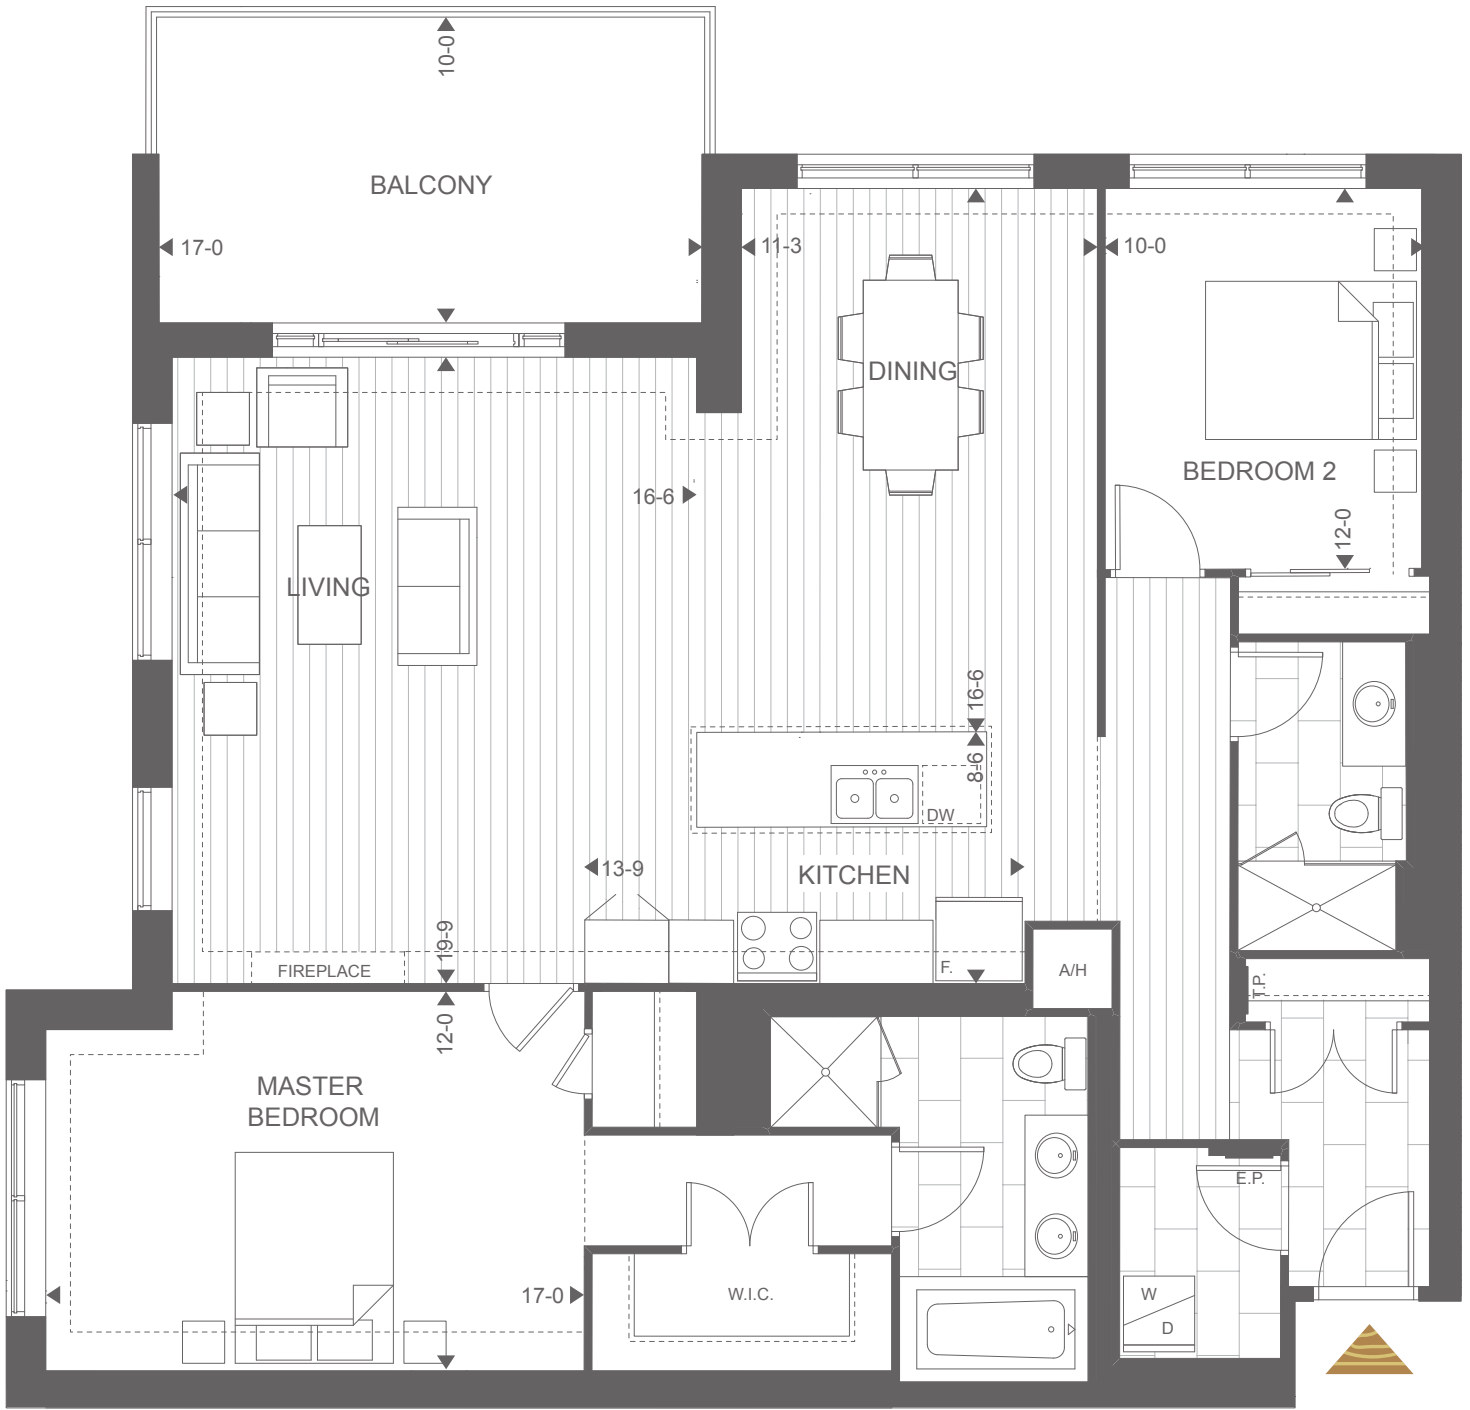 10-0
BALCONY
17-0
11-3
10-0
DINING
BEDROOM 2
16-6
12-0
LIVING
16-6
8-6
DW
13-9
KITCHEN
19-9
FIREPLACE
F.
A/H
T.P.
12-0
MASTER
BEDROOM
E.P.
17-0
W.I.C.
W
D